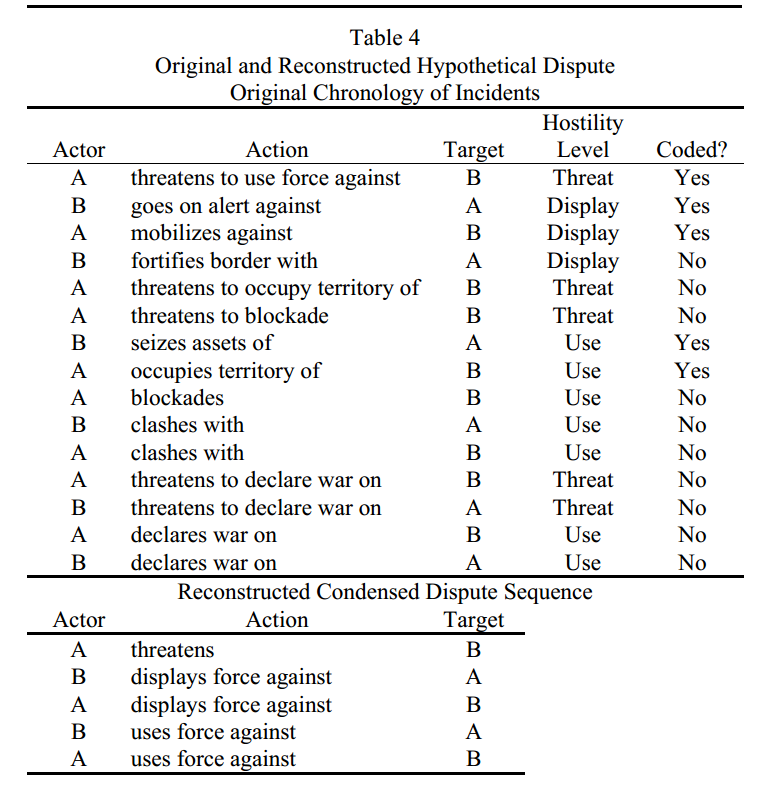 Table 4
Original and Reconstructed Hypothetical Dispute
Original Chronology of Incidents
Hostility
Actor Action Target Level Coded?
A threatens to use force against B Threat Yes
B goes on alert against A Display Yes
A mobilizes against B Display Yes
B fortifies border with A Display No
A threatens to occupy territory of B Threat No
A threatens to blockade B Threat No
B seizes assets of A Use Yes
A occupies territory of B Use Yes
A blockades B Use No
B clashes with A Use No
A clashes with B Use No
A threatens to declare war on B Threat No
B threatens to declare war on A Threat No
A declares war on B Use No
B declares war on A Use No
Reconstructed Condensed Dispute Sequence
Actor Action Target
A threatens B
B displays force against A
A displays force against B
B uses force against A
A uses force against B